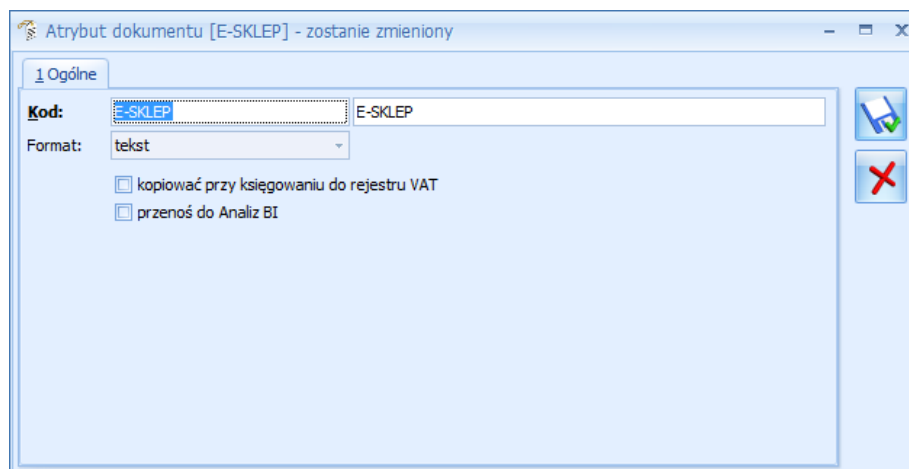 Atrybut dokumentu [E-SKLEP] - zostanie zmieniony
1 Ogólne
Kod: E-SKLEP E-SKLEP
Format: tekst
kopiować przy księgowaniu do rejestru VAT
przenoś do Analiz BI